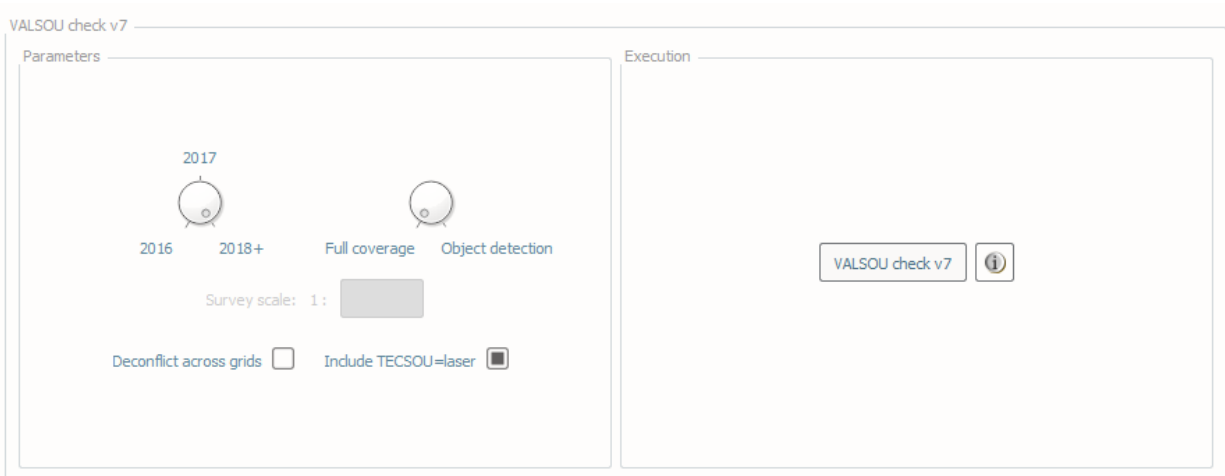 VALSOU check v7
Parameters
2017
2016 2018+ Full coverage Object detection
Survey scale: 1 :
Deconflict across grids Include TECSOU=laser
Execution
VALSOU check v7